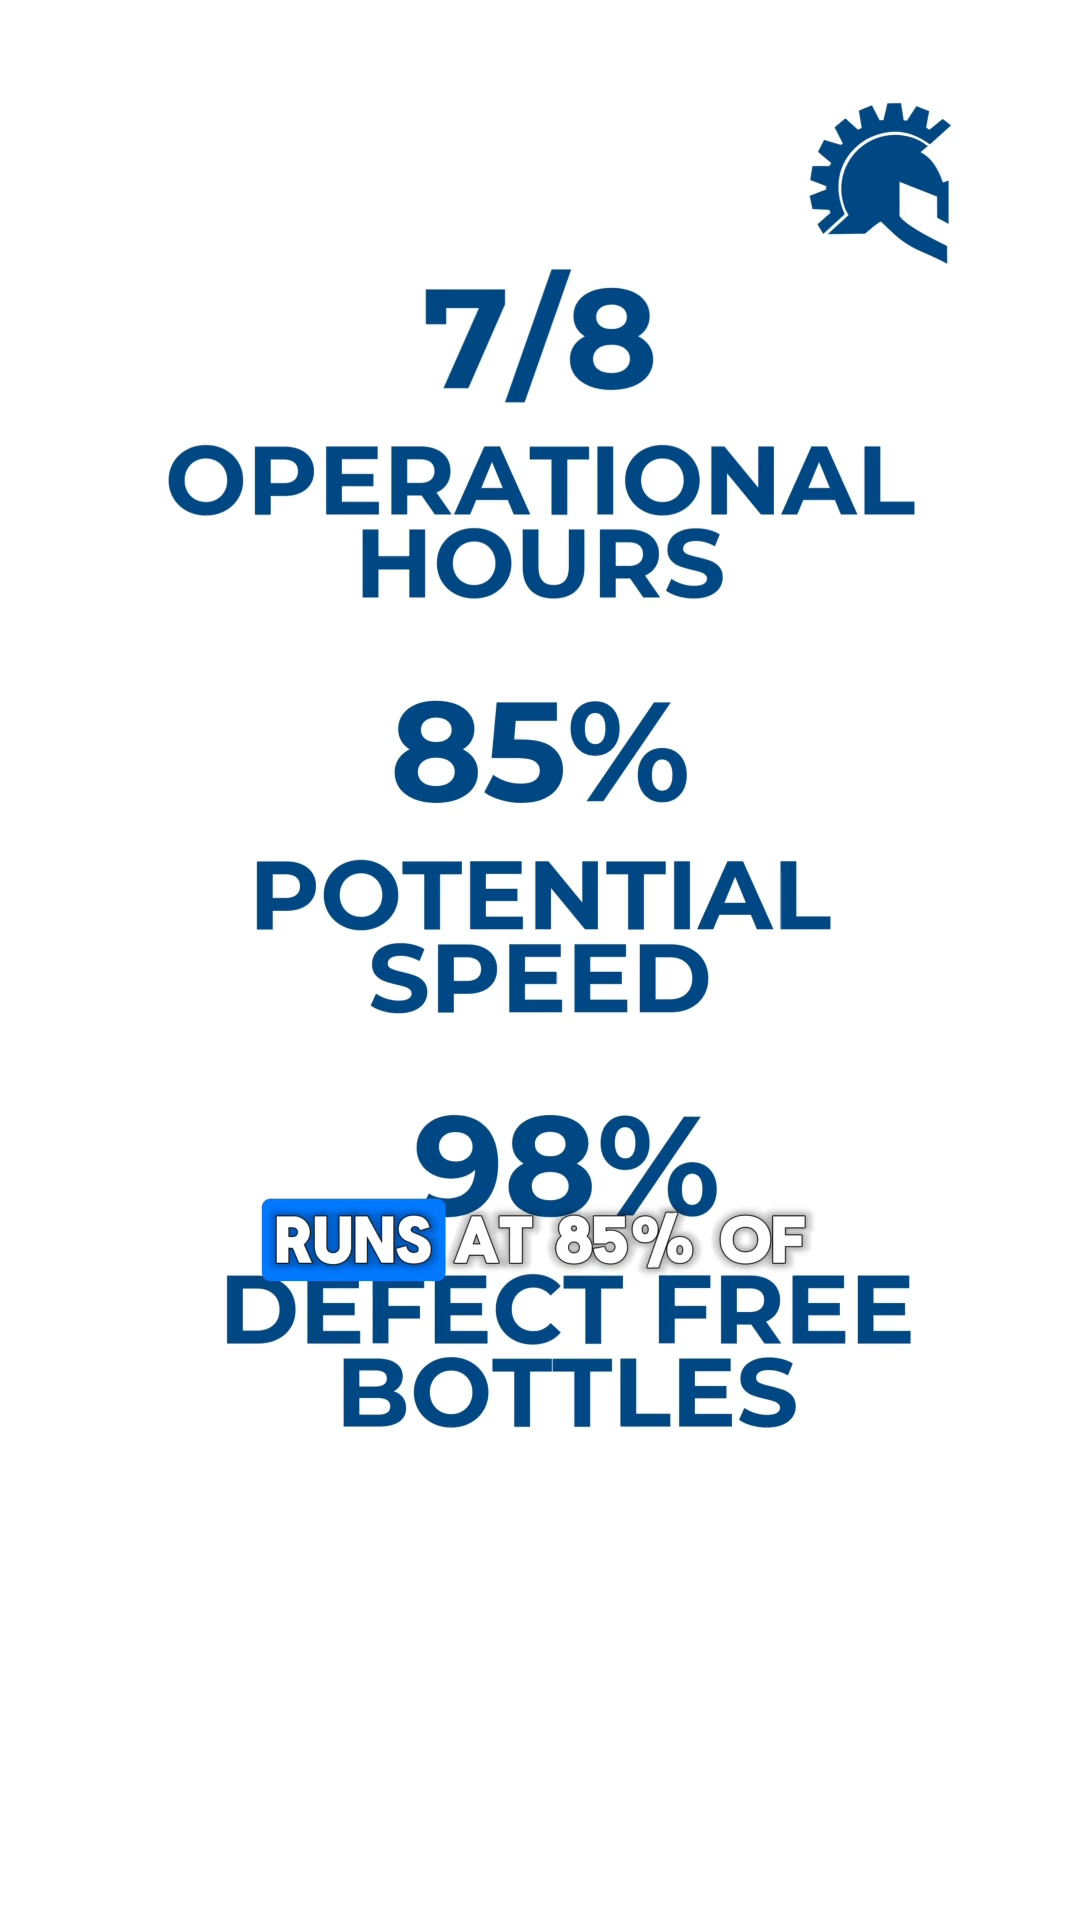 7/8
OPERATIONAL
HOURS
85%
POTENTIAL
SPEED
98%
RUNS AT 85% OF
DEFECT FREE
BOTTLES